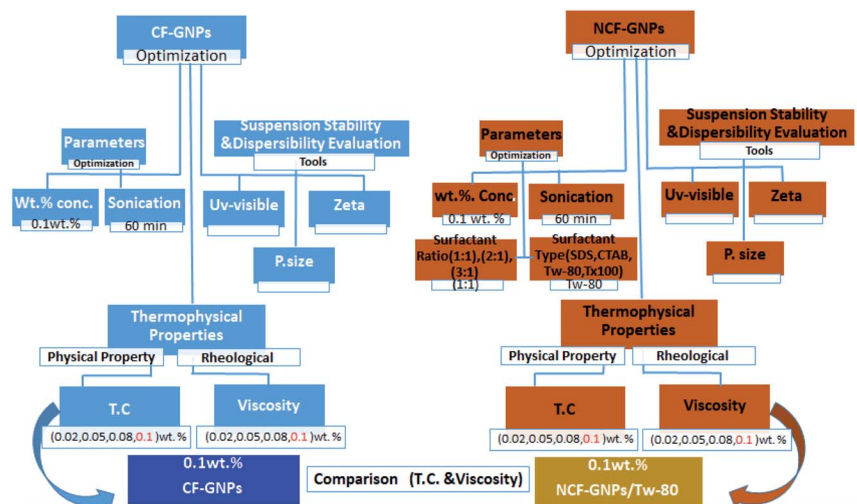 CF-GNPs
Optimization
Parameters
Optimization
Wt.% conc.
0.1wt.%
Sonication
60 min
Suspension Stability
&Dispersibility Evaluation
Tools
Uv-visible
Zeta
P.size
Thermophysical
Properties
Physical Property
Rheological
T.C
(0.02,0.05,0.08,0.1)wt.%
Viscosity
(0.02,0.05,0.08,0.1)wt.%
0.1wt.%
CF-GNPs
NCF-GNPs
Optimization
Parameters
Optimization
wt.%. Conc.
0.1 wt. %
Sonication
60 min
Surfactant
Ratio(1:1),(2:1),
(3:1)
(1:1)
Surfactant
Type(SDS,CTAB,
Tw-80,Tx100)
Tw-80
Suspension Stability
&Dispersibility Evaluation
Tools
Uv-visible
Zeta
P. size
Thermophysical
Properties
Physical Property
Rheological
T.C
(0.02,0.05,0.08,0.1)wt.%
Viscosity
(0.02,0.05,0.08,0.1)wt.%
Comparison (T.C. &Viscosity)
0.1wt.%
NCF-GNPs/Tw-80